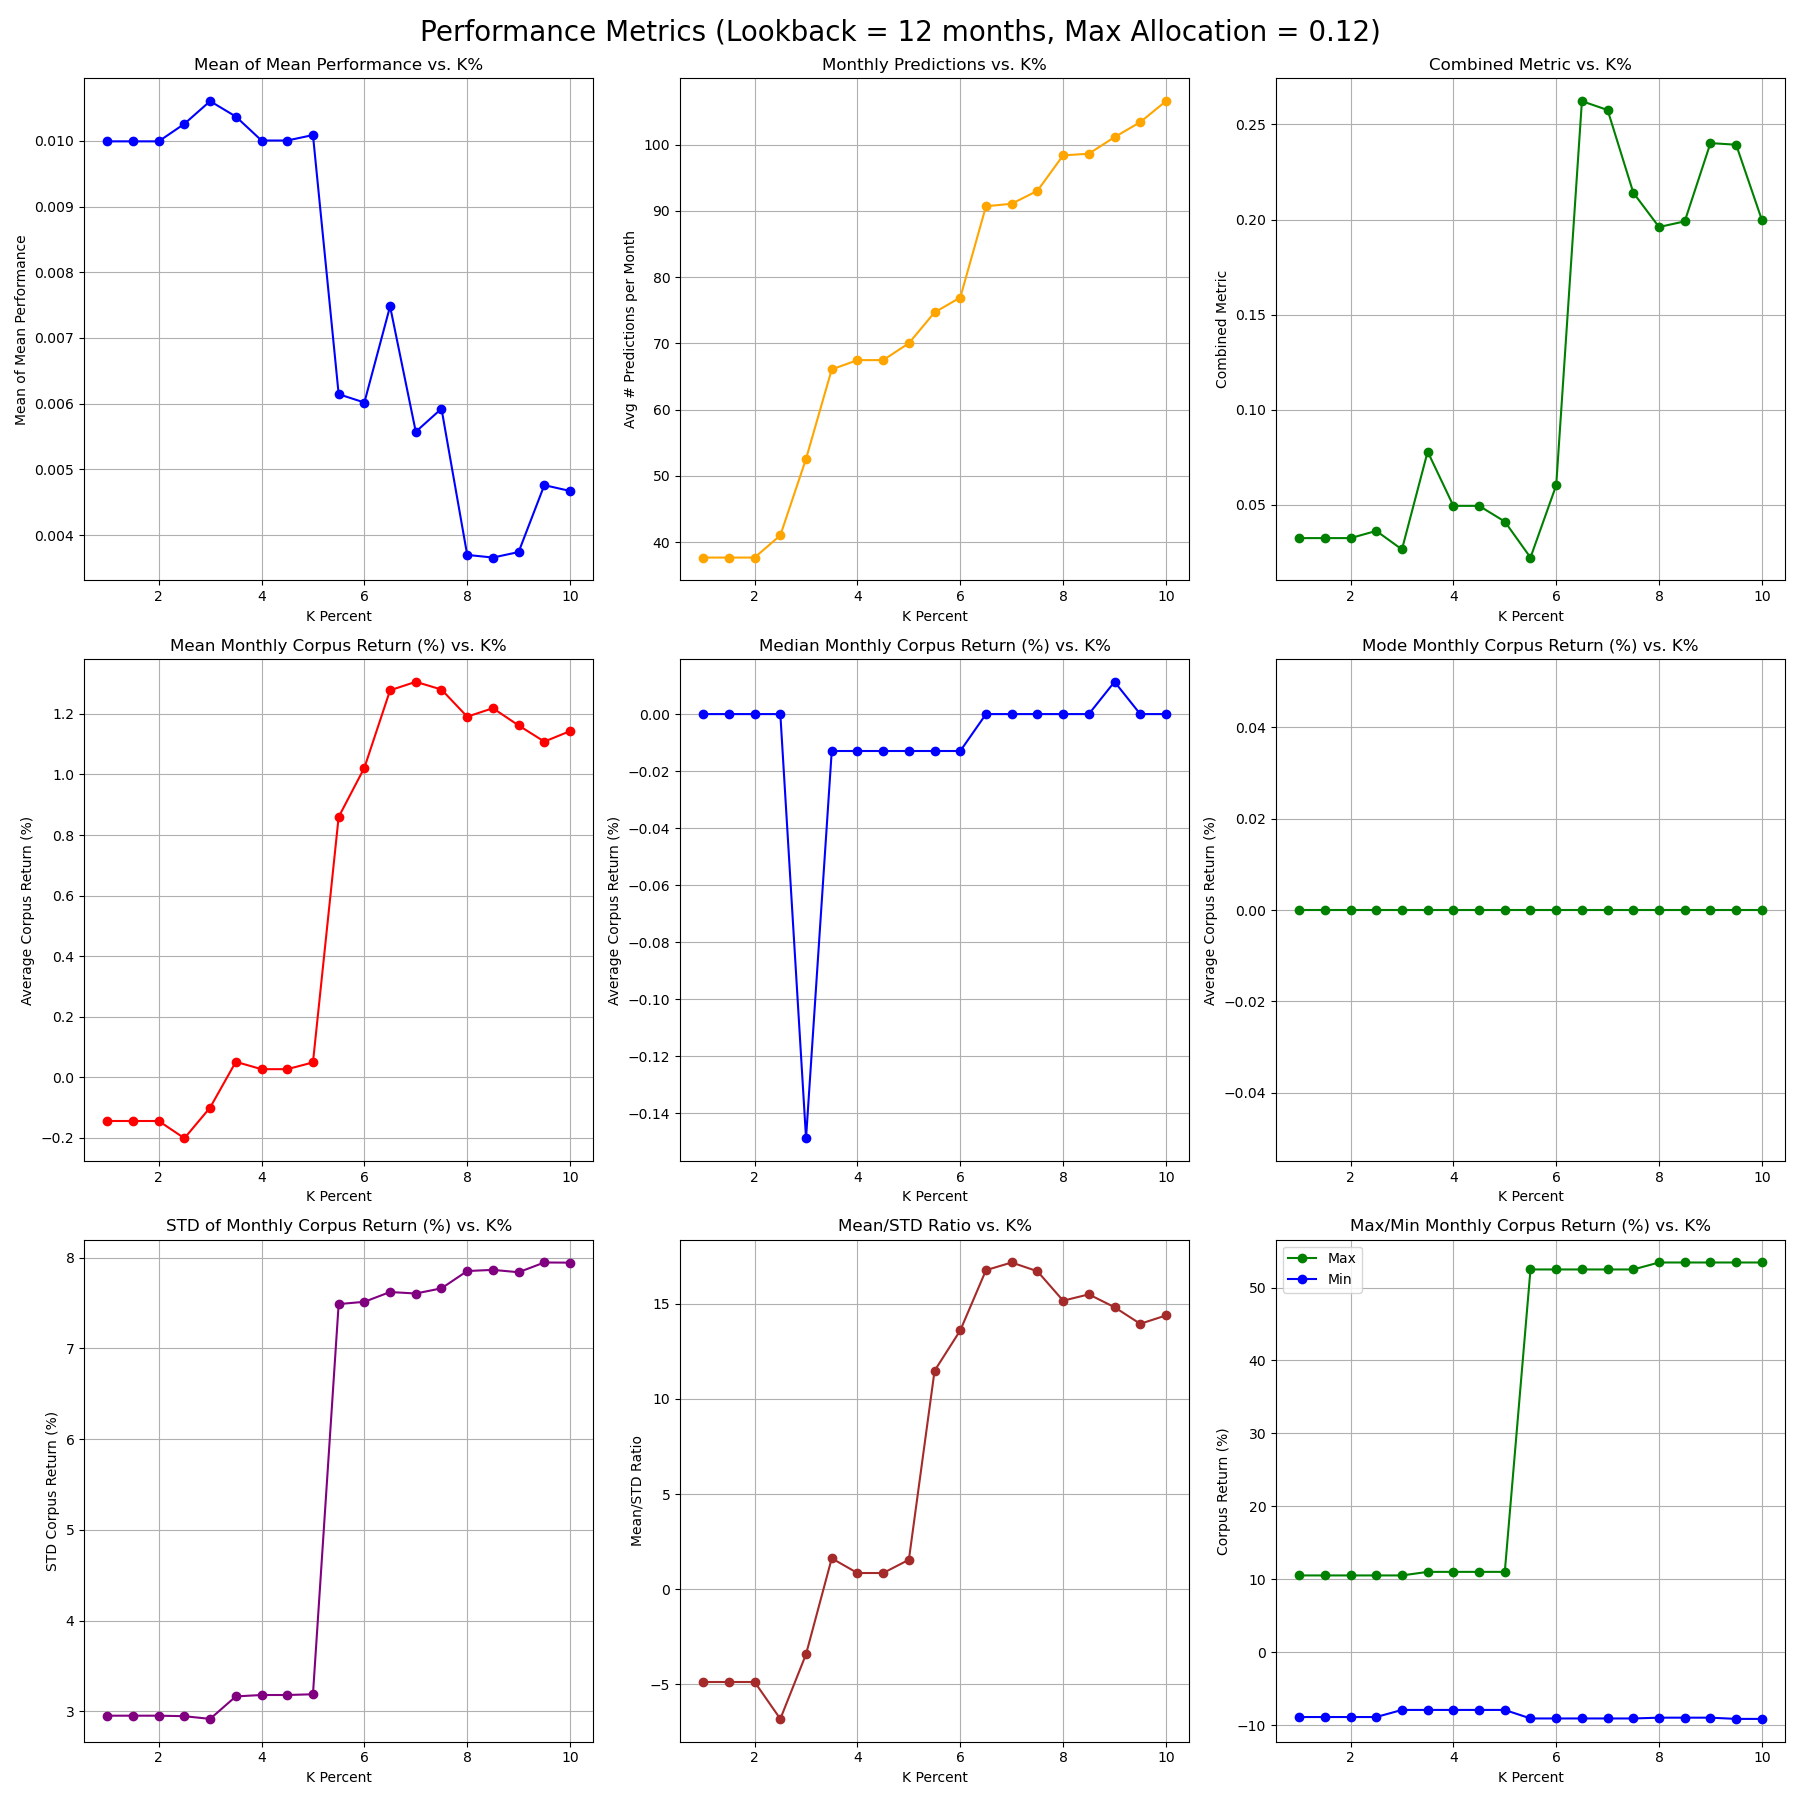 Performance Metrics (Lookback = 12 months, Max Allocation = 0.12)
Mean of Mean Performance vs. K%
Mean of Mean Performance
0.010
0.009
0.008
0.007
0.006
0.005
0.004
2 4 6 8 10
K Percent
Monthly Predictions vs. K%
Avg # Predictions per Month
100
90
80
70
60
50
40
2 4 6 8 10
K Percent
Combined Metric vs. K%
Combined Metric
0.25
0.20
0.15
0.10
0.05
2 4 6 8 10
K Percent
Mean Monthly Corpus Return (%) vs. K%
Average Corpus Return (%)
1.2
1.0
0.8
0.6
0.4
0.2
0.0
−0.2
2 4 6 8 10
K Percent
Median Monthly Corpus Return (%) vs. K%
Average Corpus Return (%)
0.00
−0.02
−0.04
−0.06
−0.08
−0.10
−0.12
−0.14
2 4 6 8 10
K Percent
Mode Monthly Corpus Return (%) vs. K%
Average Corpus Return (%)
0.04
0.02
0.00
−0.02
−0.04
2 4 6 8 10
K Percent
STD of Monthly Corpus Return (%) vs. K%
STD Corpus Return (%)
8
7
6
5
4
3
2 4 6 8 10
K Percent
Mean/STD Ratio vs. K%
Mean/STD Ratio
15
10
5
0
−5
2 4 6 8 10
K Percent
Max/Min Monthly Corpus Return (%) vs. K%
Max
Min
Corpus Return (%)
50
40
30
20
10
0
−10
2 4 6 8 10
K Percent